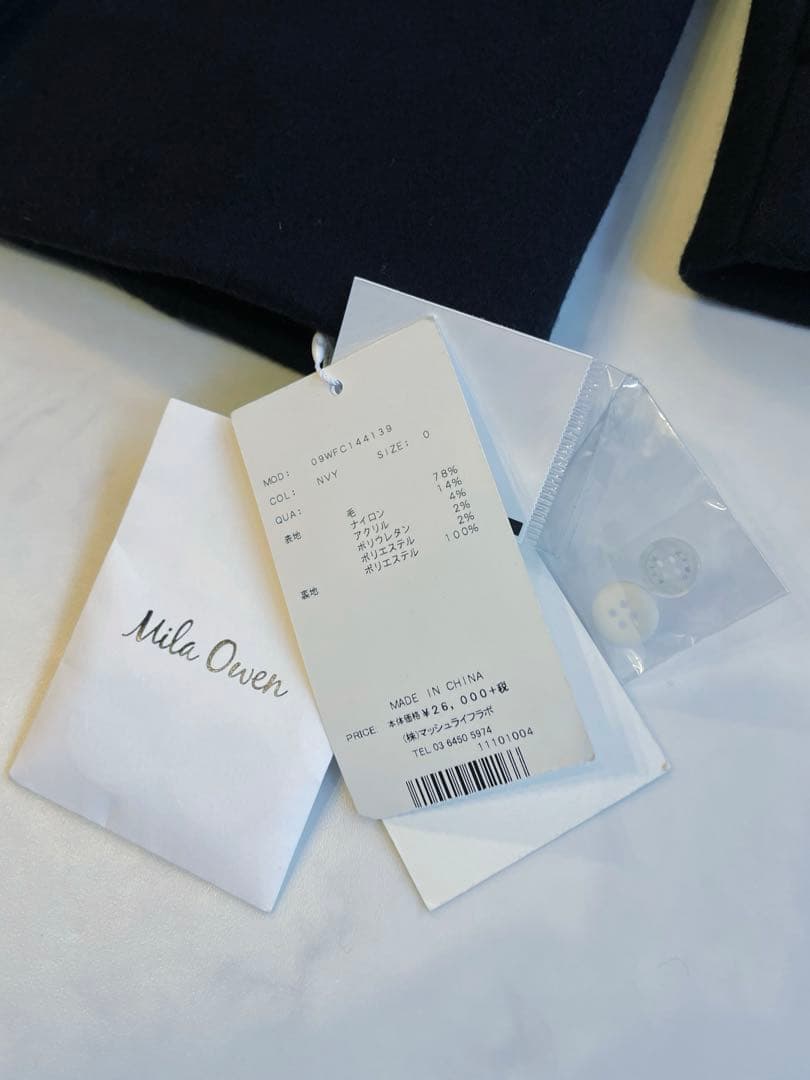 Mila Owen
MOD: 09WFC144139
COL: NVY SIZE: 0
QUA:
表地 毛 78%
ナイロン 14%
アクリル 4%
ポリウレタン 2%
ポリエステル 2%
裏地 ポリエステル 100%
MADE IN CHINA
PRICE: 本体価格 ¥26,000+税
(株)マッシュライフラボ
TEL 03 6450 5974
11101004